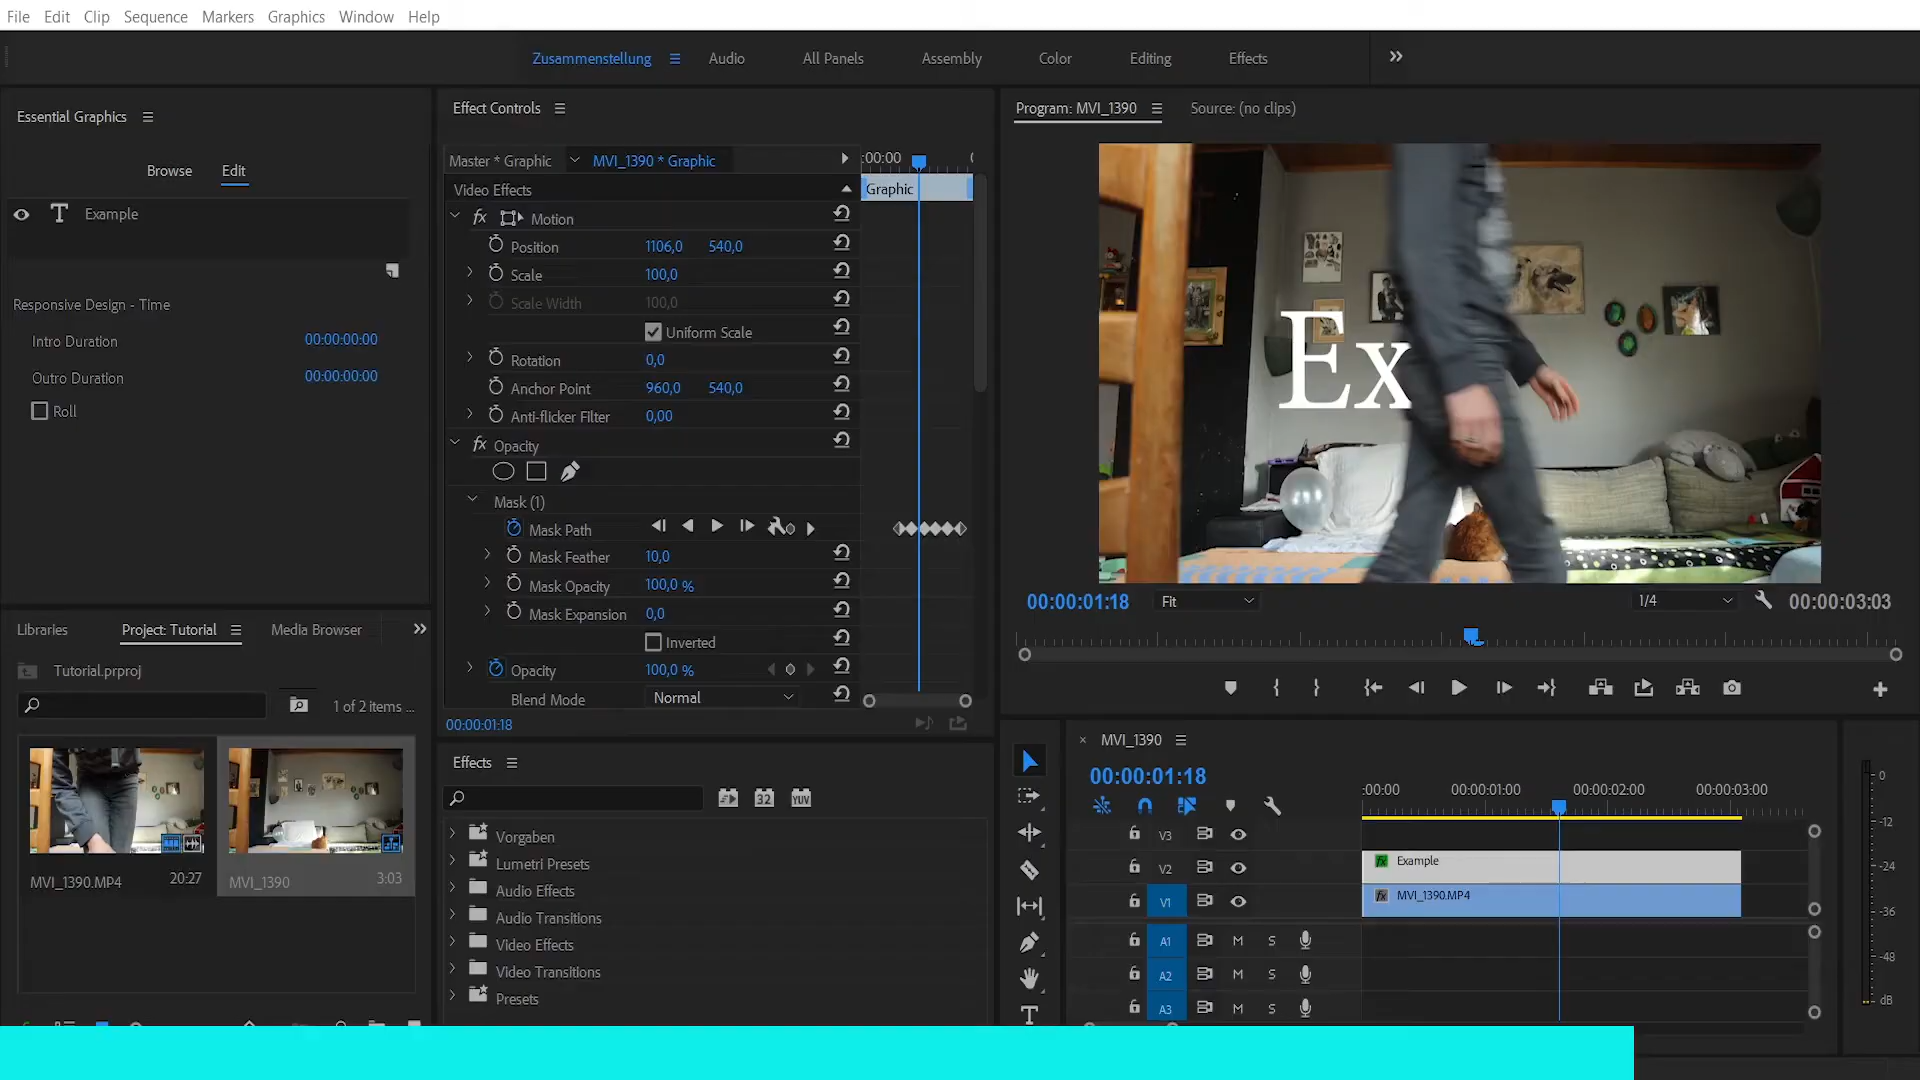 File Edit Clip Sequence Markers Graphics Window Help
Zusammenstellung Audio All Panels Assembly Color Editing Effects
Essential Graphics
Browse Edit
Example
Responsive Design - Time
Intro Duration 00:00:00:00
Outro Duration 00:00:00:00
Roll
Effect Controls
Master * Graphic MVI_1390 * Graphic :00:00
Video Effects Graphic
fx Motion
Position 1106,0 540,0
Scale 100,0
Scale Width 100,0
Uniform Scale
Rotation 0,0
Anchor Point 960,0 540,0
Anti-flicker Filter 0,00
fx Opacity
Mask (1)
Mask Path
Mask Feather 10,0
Mask Opacity 100,0 %
Mask Expansion 0,0
Inverted
Opacity 100,0 %
Blend Mode Normal
00:00:01:18
Program: MVI_1390 Source: (no clips)
Ex
00:00:01:18 Fit 1/4 00:00:03:03
Libraries Project: Tutorial Media Browser
Tutorial.prproj
1 of 2 items ...
MVI_1390.MP4 20:27 MVI_1390 3:03
Effects
32 YUV
Vorgaben
Lumetri Presets
Audio Effects
Audio Transitions
Video Effects
Video Transitions
Presets
MVI_1390
00:00:01:18
:00:00 00:00:01:00 00:00:02:00 00:00:03:00
V3
V2 fx Example
V1 fx MVI_1390.MP4
A1 M S
A2 M S
A3 M S
0
-12
-24
-36
-48
dB